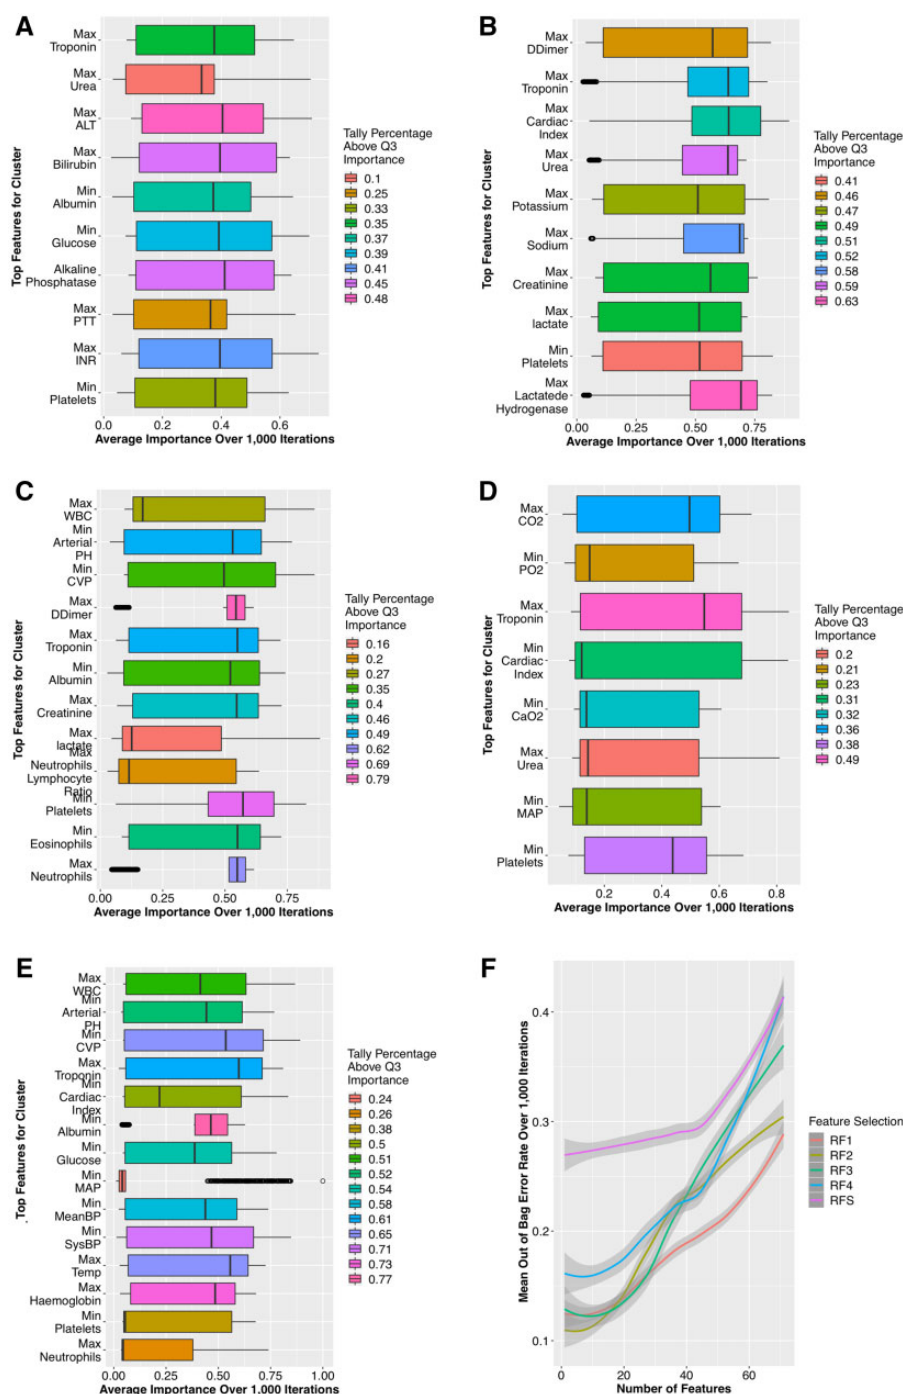 A
Top Features for Cluster
Max
Troponin
Max
Urea
Max
ALT
Max
Bilirubin
Min
Albumin
Min
Glucose
Alkaline
Phosphatase
Max
PTT
Max
INR
Min
Platelets
0.0 0.2 0.4 0.6
Average Importance Over 1,000 Iterations
Tally Percentage
Above Q3
Importance
0.1
0.25
0.33
0.35
0.37
0.39
0.41
0.45
0.48
B
Top Features for Cluster
Max
DDimer
Max
Troponin
Max
Cardiac
Index
Max
Urea
Max
Potassium
Max
Sodium
Max
Creatinine
Max
lactate
Min
Platelets
Max
Lactatede
Hydrogenase
0.00 0.25 0.50 0.75
Average Importance Over 1,000 Iterations
Tally Percentage
Above Q3
Importance
0.41
0.46
0.47
0.49
0.51
0.52
0.58
0.59
0.63
C
Top Features for Cluster
Max
WBC
Min
Arterial
PH
Min
CVP
Max
DDimer
Max
Troponin
Min
Albumin
Max
Creatinine
Max
lactate
Max
Neutrophils
Lymphocyte
Ratio
Min
Platelets
Min
Eosinophils
Max
Neutrophils
0.00 0.25 0.50 0.75
Average Importance Over 1,000 Iterations
Tally Percentage
Above Q3
Importance
0.16
0.2
0.27
0.35
0.4
0.46
0.49
0.62
0.69
0.79
D
Top Features for Cluster
Max
CO2
Min
PO2
Max
Troponin
Min
Cardiac
Index
Min
CaO2
Max
Urea
Min
MAP
Min
Platelets
0.2 0.4 0.6 0.8
Average Importance Over 1,000 Iterations
Tally Percentage
Above Q3
Importance
0.2
0.21
0.23
0.31
0.32
0.36
0.38
0.49
E
.Top Features for Cluster
Max
WBC
Min
Arterial
PH
Min
CVP
Max
Troponin
Min
Cardiac
Index
Min
Albumin
Min
Glucose
Min
MAP
Min
MeanBP
Min
SysBP
Max
Temp
Max
Haemoglobin
Min
Platelets
Max
Neutrophils
0.00 0.25 0.50 0.75 1.00
Average Importance Over 1,000 Iterations
Tally Percentage
Above Q3
Importance
0.24
0.26
0.38
0.5
0.51
0.52
0.54
0.58
0.61
0.65
0.71
0.73
0.77
F
Mean Out of Bag Error Rate Over 1,000 Iterations
0.4
0.3
0.2
0.1
0 20 40 60
Number of Features
Feature Selection
RF1
RF2
RF3
RF4
RFS